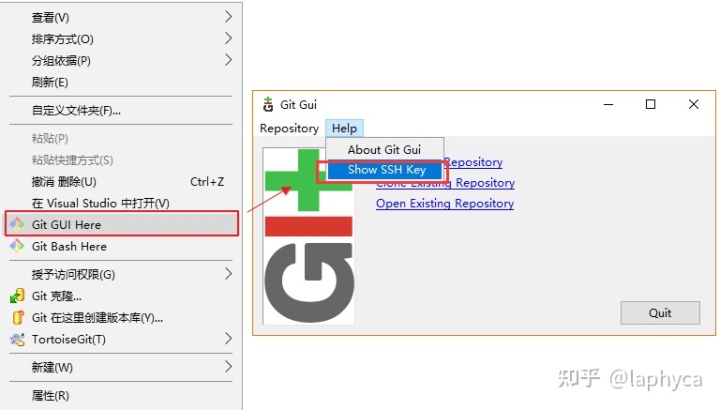 查看(V)
排序方式(O)
分组依据(P)
刷新(E)
自定义文件夹(F)...
粘贴(P)
粘贴快捷方式(S)
撤消 删除(U) Ctrl+Z
在 Visual Studio 中打开(V)
Git GUI Here
Git Bash Here
授予访问权限(G)
Git 克隆...
Git 在这里创建版本库(Y)...
TortoiseGit(T)
新建(W)
属性(R)
Git Gui
Repository Help
About Git Gui
Show SSH Key
Repository
Clone Existing Repository
Open Existing Repository
GIT
Quit
知乎 @laphyca